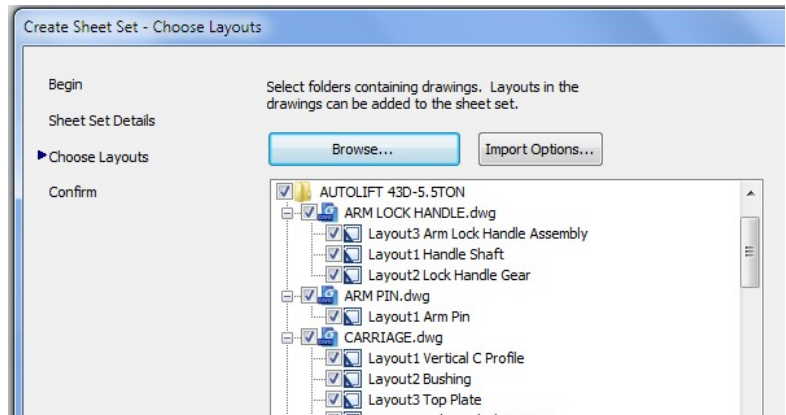 Create Sheet Set - Choose Layouts
Begin
Sheet Set Details
Choose Layouts
Confirm
Select folders containing drawings. Layouts in the
drawings can be added to the sheet set.
Browse...
Import Options...
AUTOLIFT 43D-5.5TON
ARM LOCK HANDLE.dwg
Layout3 Arm Lock Handle Assembly
Layout1 Handle Shaft
Layout2 Lock Handle Gear
ARM PIN.dwg
Layout1 Arm Pin
CARRIAGE.dwg
Layout1 Vertical C Profile
Layout2 Bushing
Layout3 Top Plate